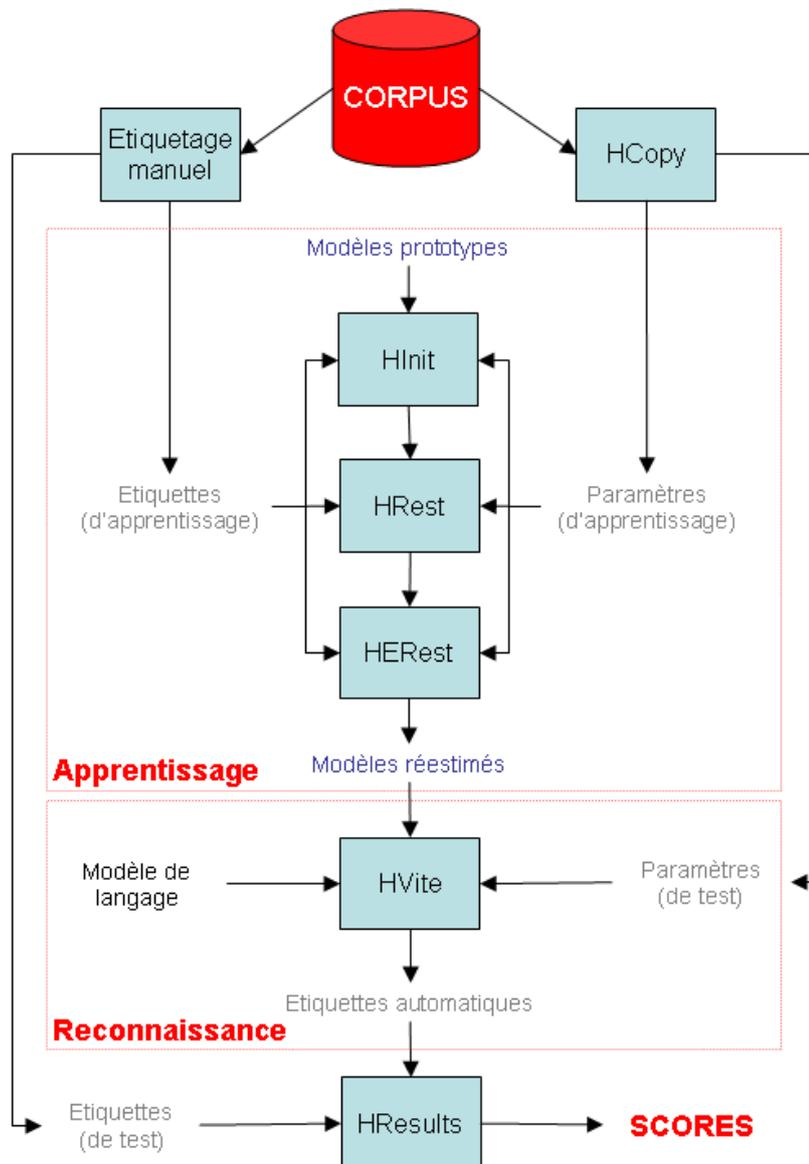 CORPUS
Etiquetage
manuel
HCopy
Modèles prototypes
HInit
Etiquettes
(d'apprentissage)
HRest
Paramètres
(d'apprentissage)
HERest
Apprentissage
Modèles réestimés
Modèle de
langage
HVite
Paramètres
(de test)
Etiquettes automatiques
Reconnaissance
Etiquettes
(de test)
HResults
SCORES